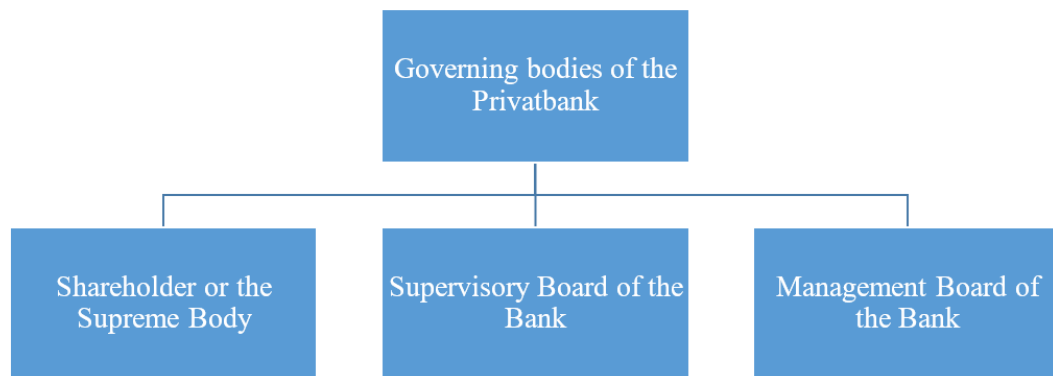 Governing bodies of the
Privatbank
Shareholder or the
Supreme Body
Supervisory Board of the
Bank
Management Board of
the Bank